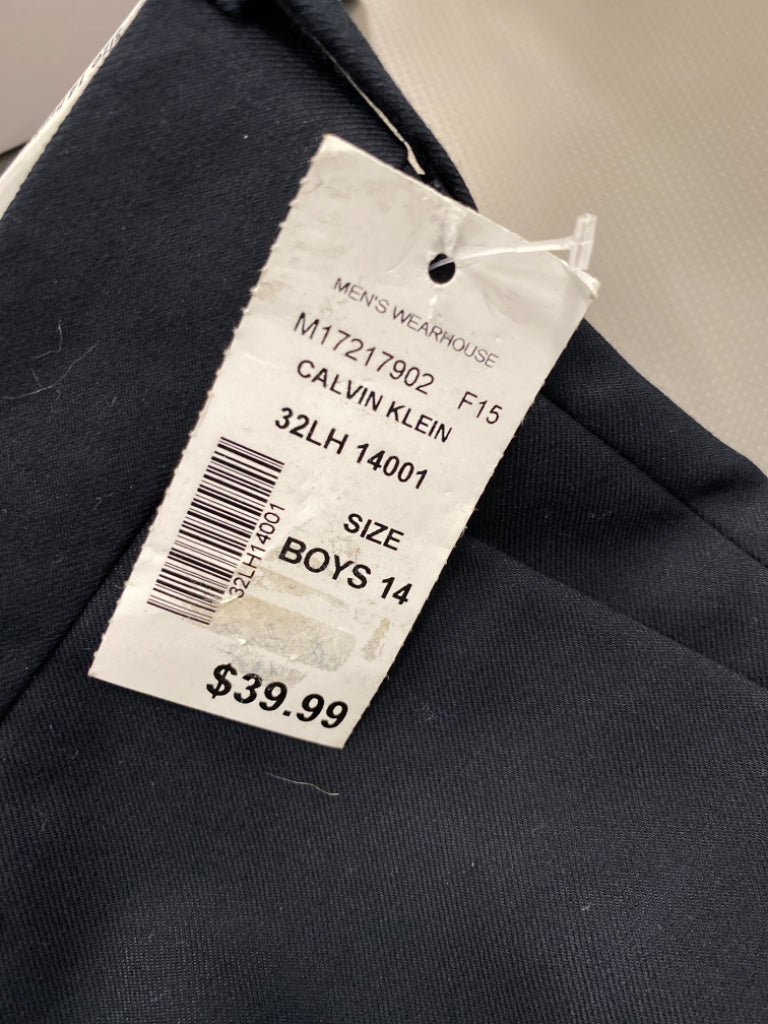 MEN'S WEARHOUSE
M17217902 F15
CALVIN KLEIN
32LH 14001
32LH14001
SIZE
BOYS 14
$39.99